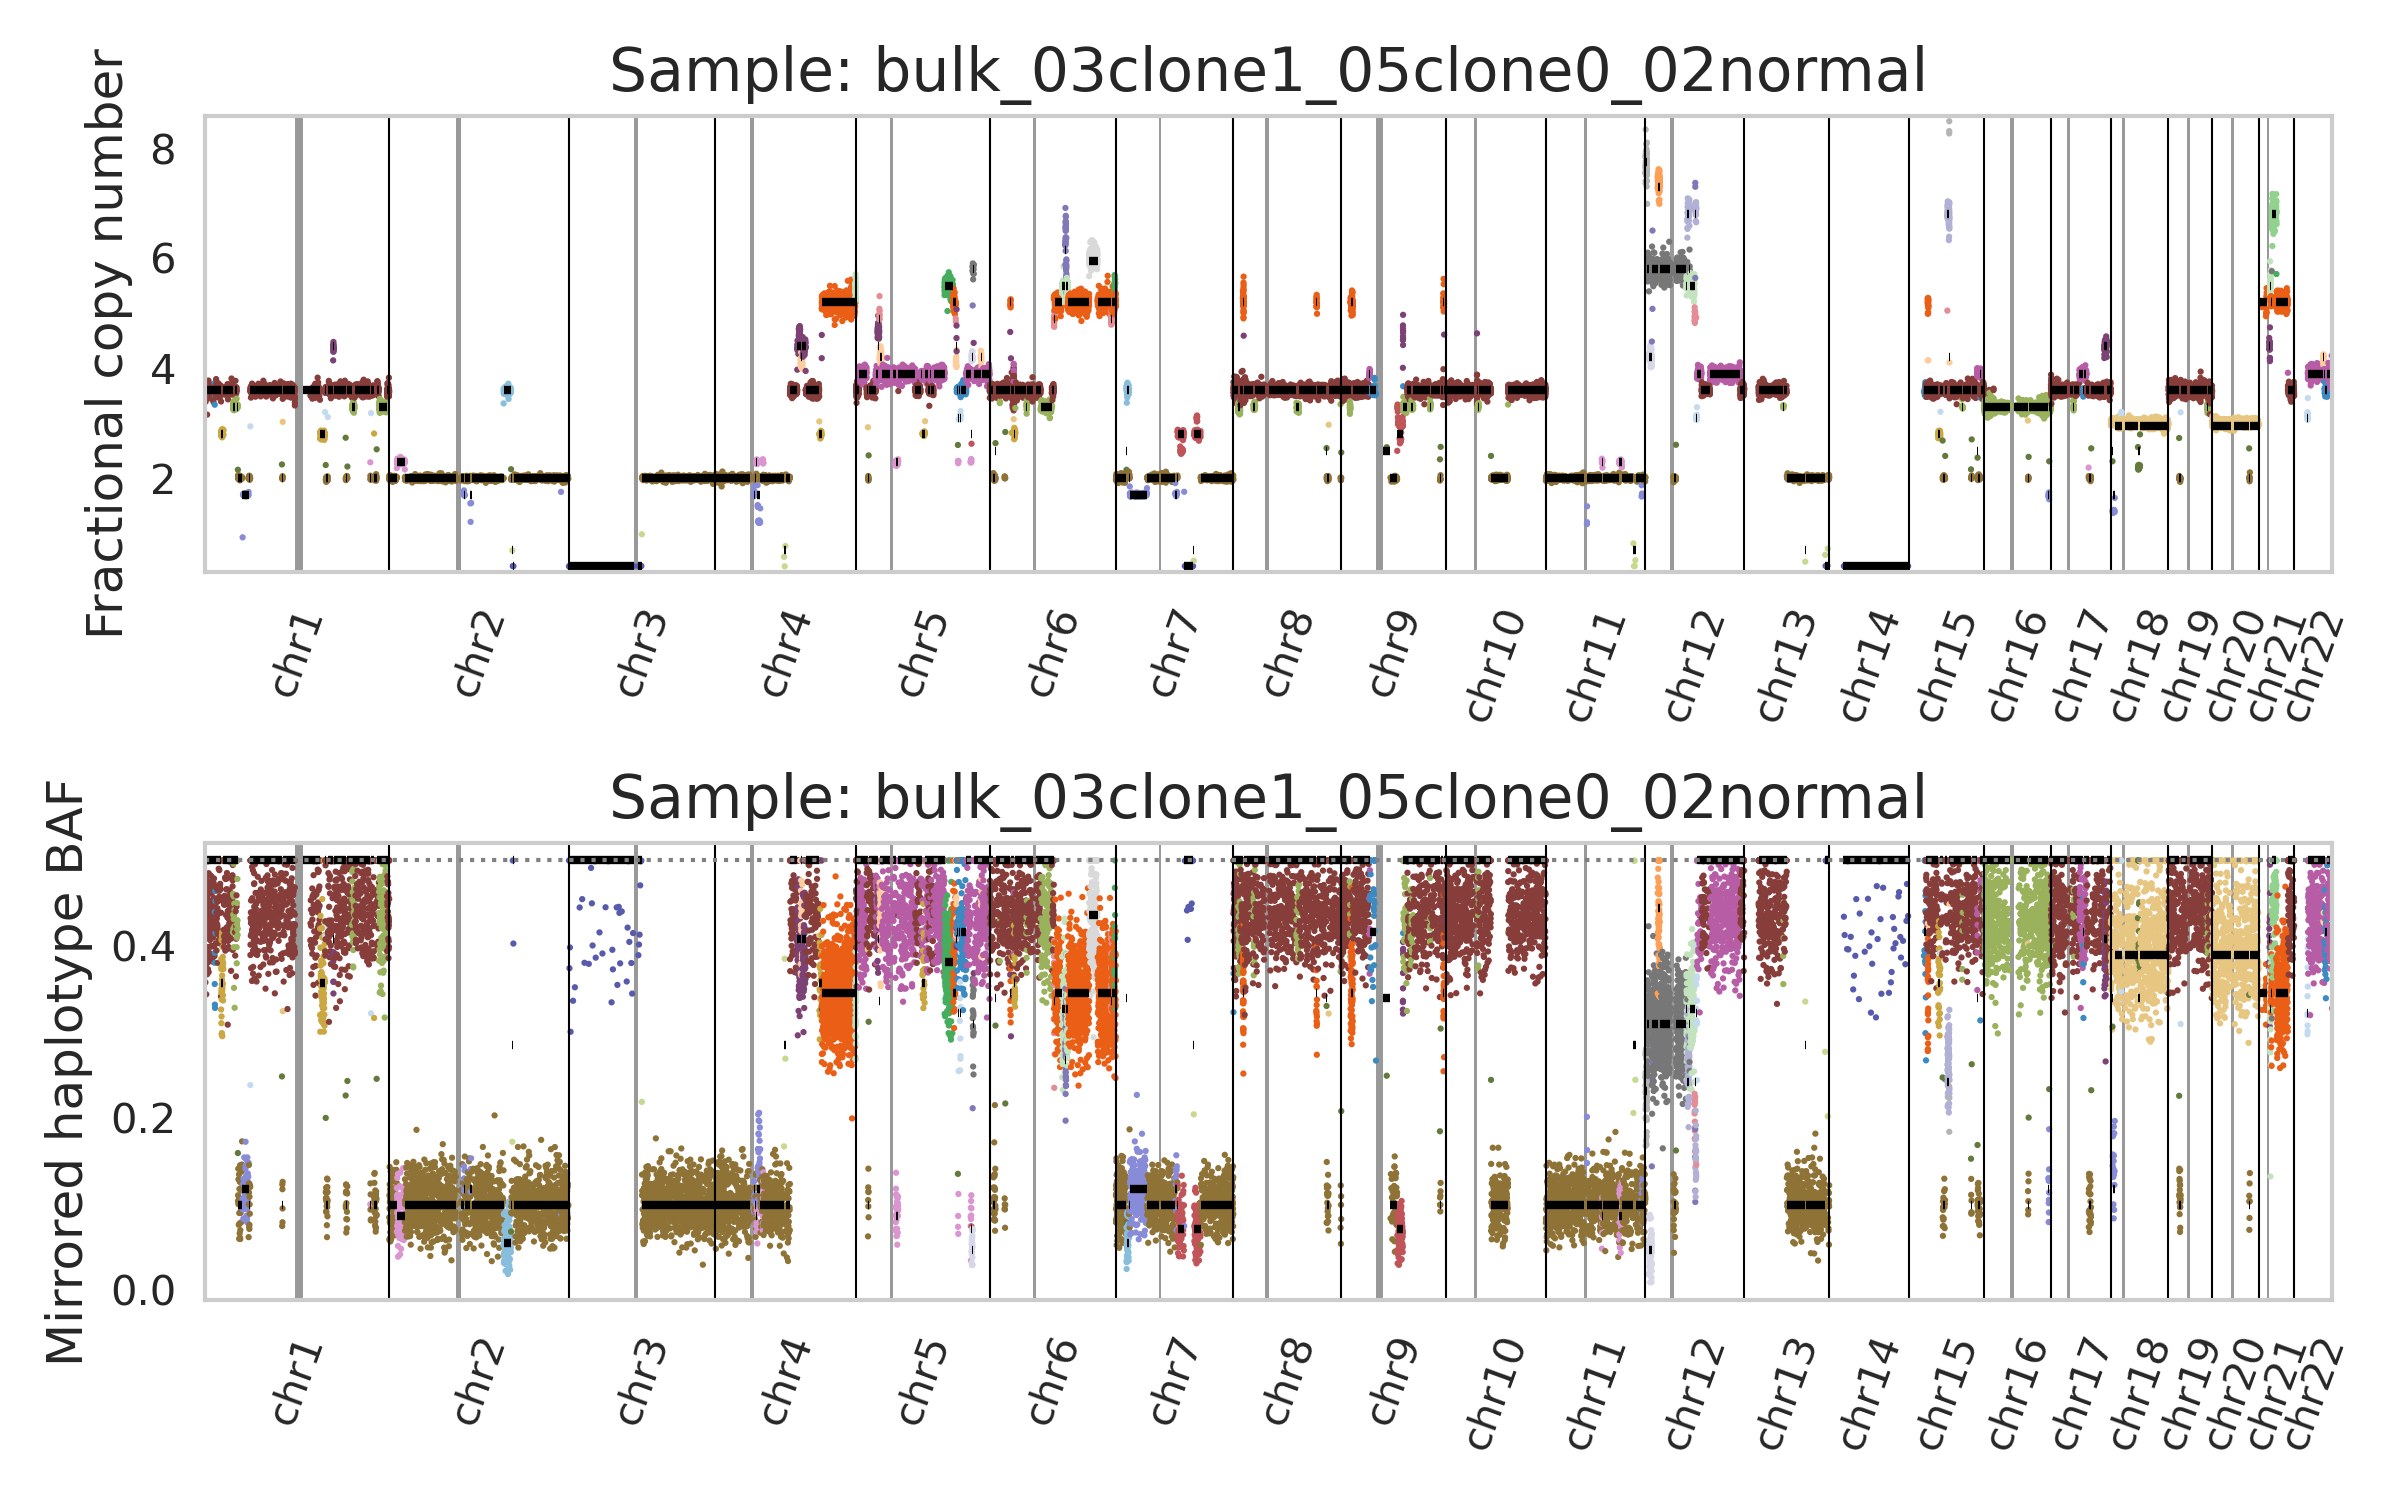 Sample: bulk_03clone1_05clone0_02normal
Fractional copy number
8
6
4
2
chr1 chr2 chr3 chr4 chr5 chr6 chr7 chr8 chr9 chr10 chr11 chr12 chr13 chr14 chr15 chr16 chr17 chr18 chr19 chr20 chr21 chr22
Sample: bulk_03clone1_05clone0_02normal
Mirrored haplotype BAF
0.4
0.2
0.0
chr1 chr2 chr3 chr4 chr5 chr6 chr7 chr8 chr9 chr10 chr11 chr12 chr13 chr14 chr15 chr16 chr17 chr18 chr19 chr20 chr21 chr22